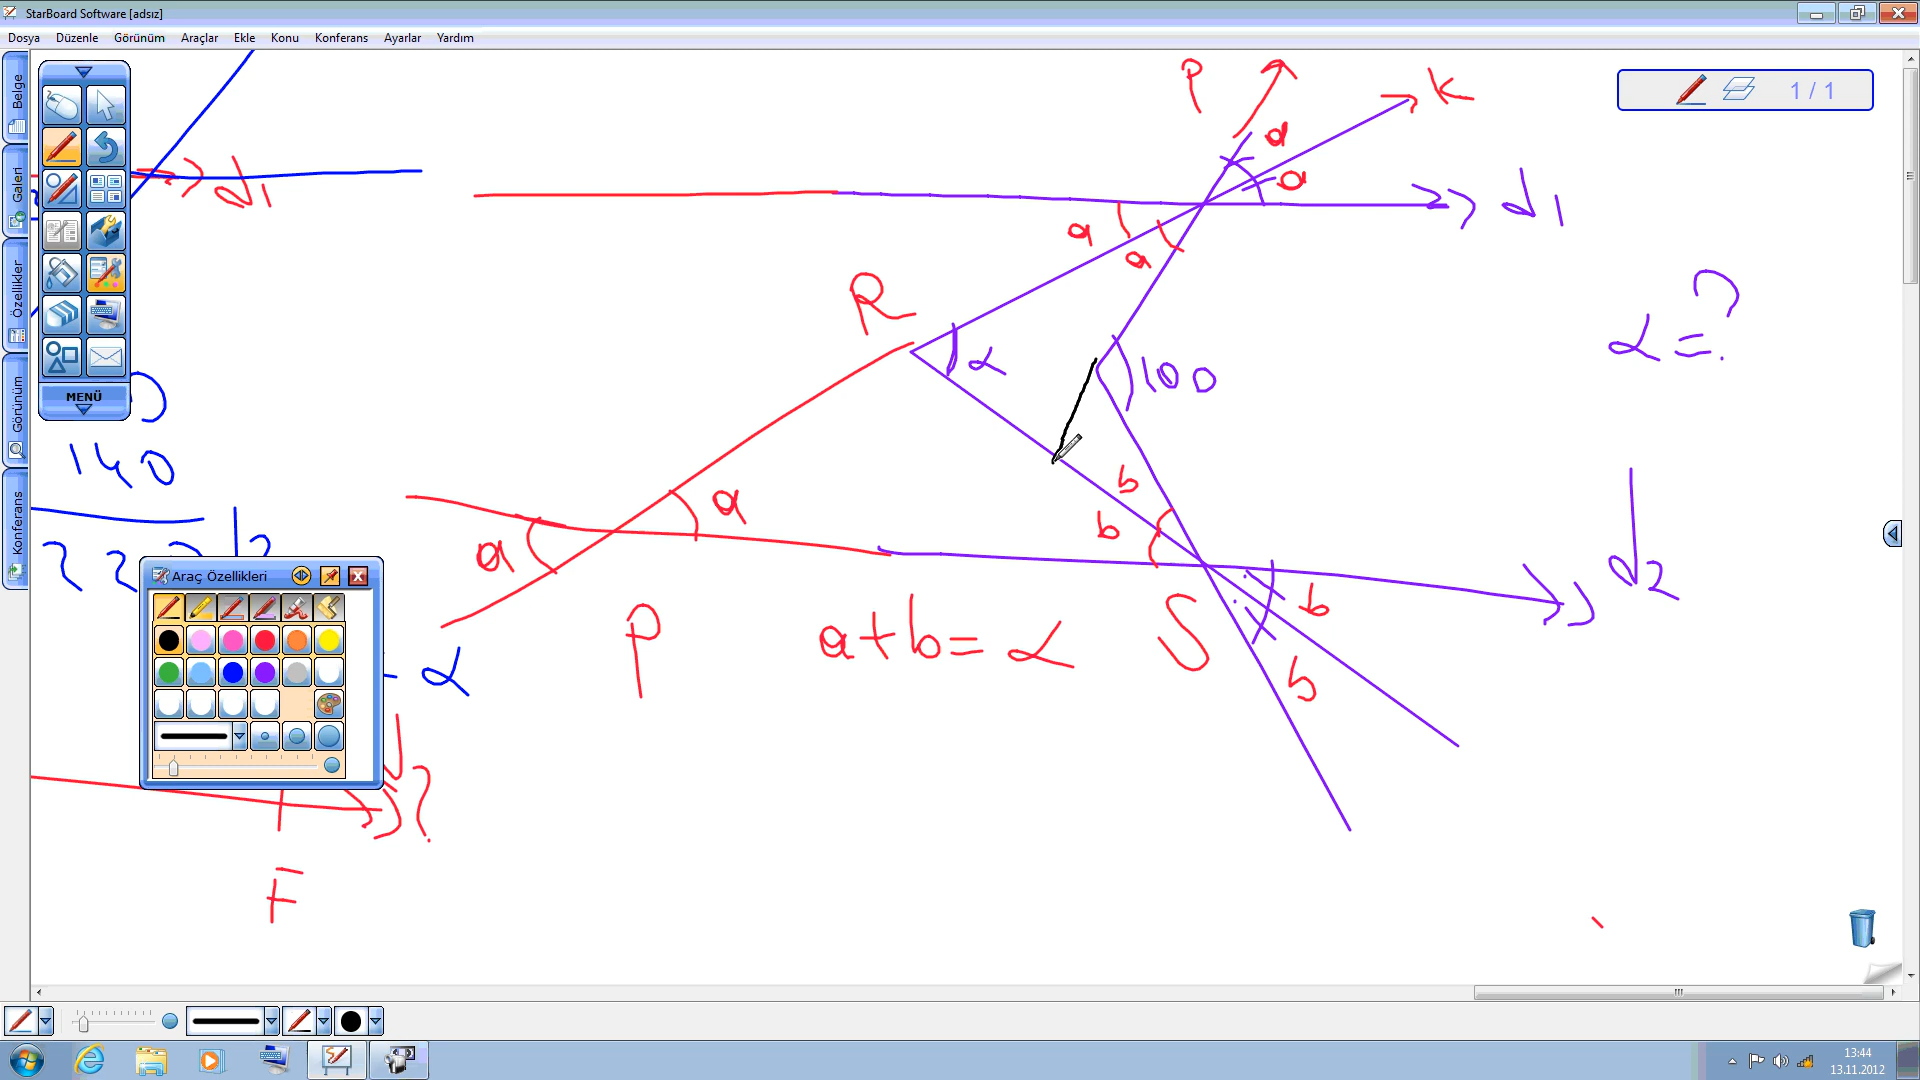 StarBoard Software [adsız]
Dosya Düzenle Görünüm Araçlar Ekle Konu Konferans Ayarlar Yardım
Belge
Galeri
Özellikler
Görünüm
Konferans
MENÜ
1 / 1
P
k
a
a
d1
d1
a
a
R
α
100
α = ?
140
b
b
a
a
d2
b
b
Araç Özellikleri
P
a+b=α
S
α
?
F
13:44
13.11.2012